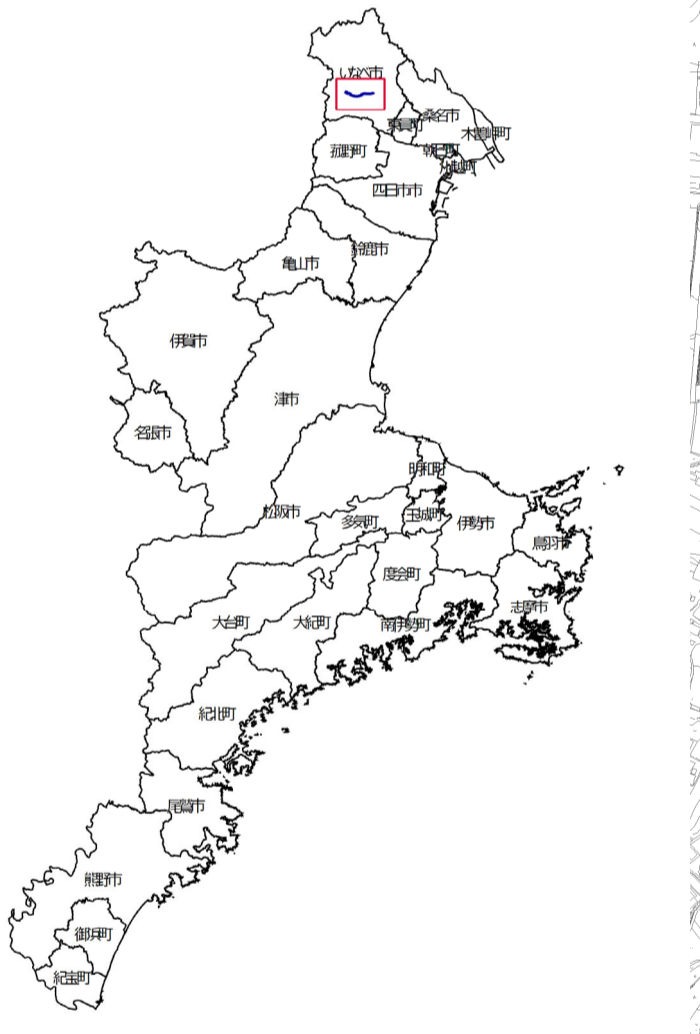 いなべ市
桑名市
東員町
木曽岬町
朝日町
川越町
菰野町
四日市市
鈴鹿市
亀山市
伊賀市
津市
名張市
明和町
松阪市
多気町
玉城町
伊勢市
鳥羽市
度会町
志摩市
大台町
大紀町
南伊勢町
紀北町
尾鷲市
熊野市
御浜町
紀宝町